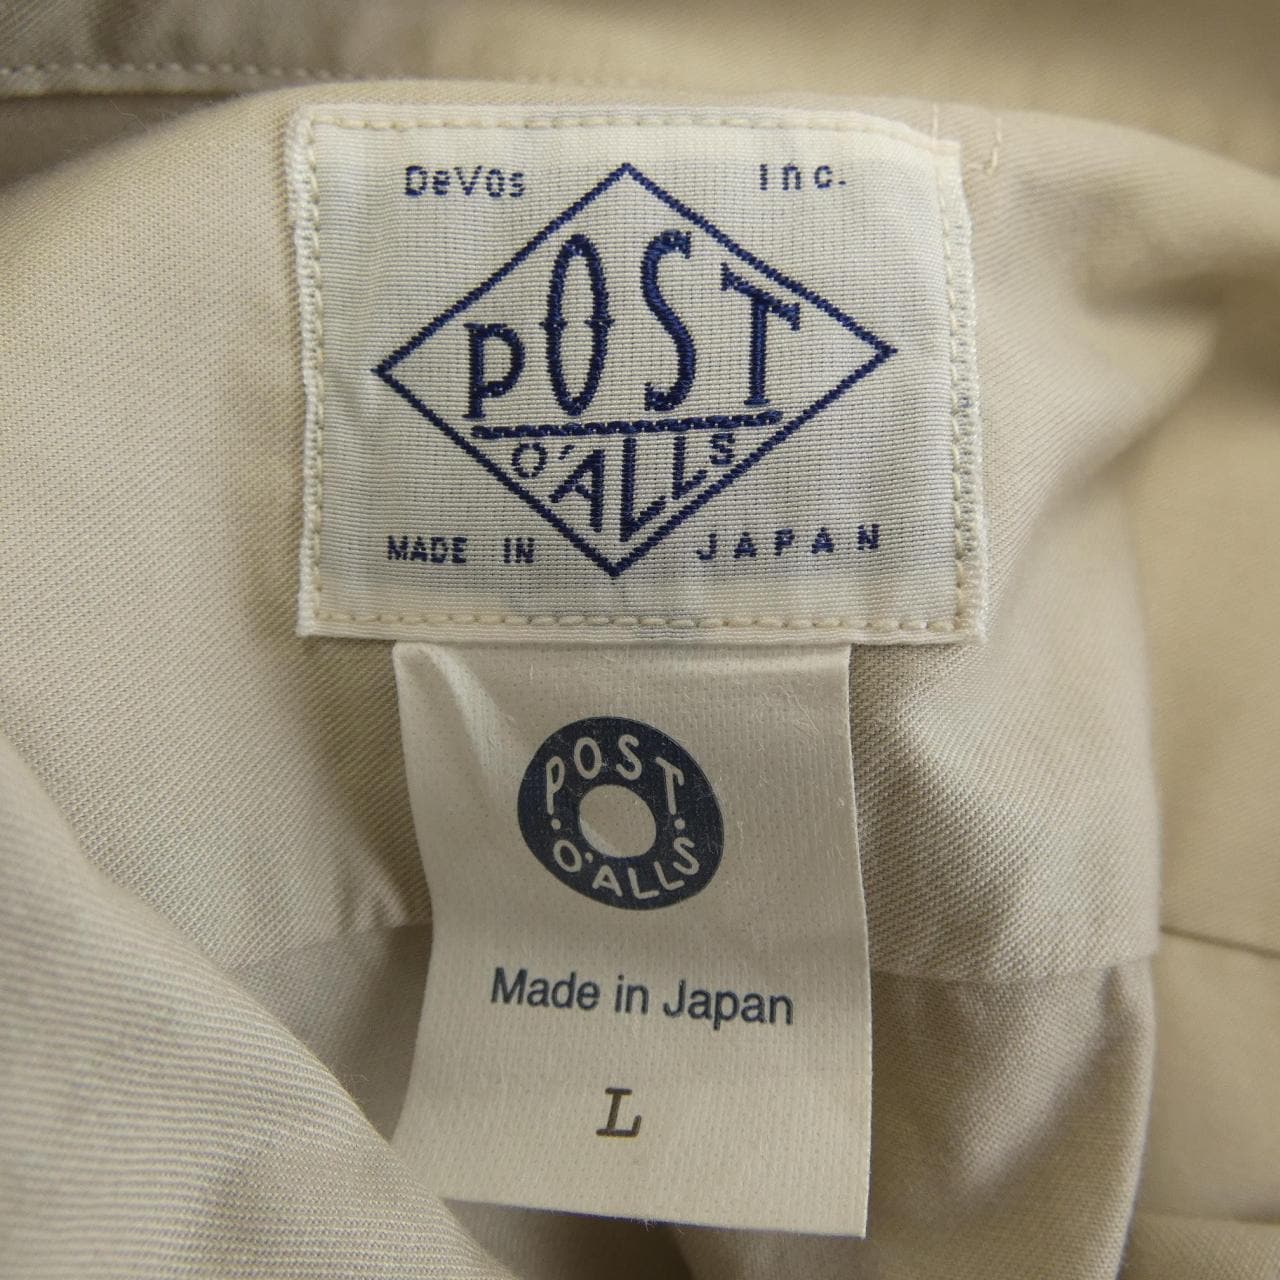 DeVos Inc.
POST
O'ALLS
MADE IN JAPAN
POST
O'ALLS
Made in Japan
L